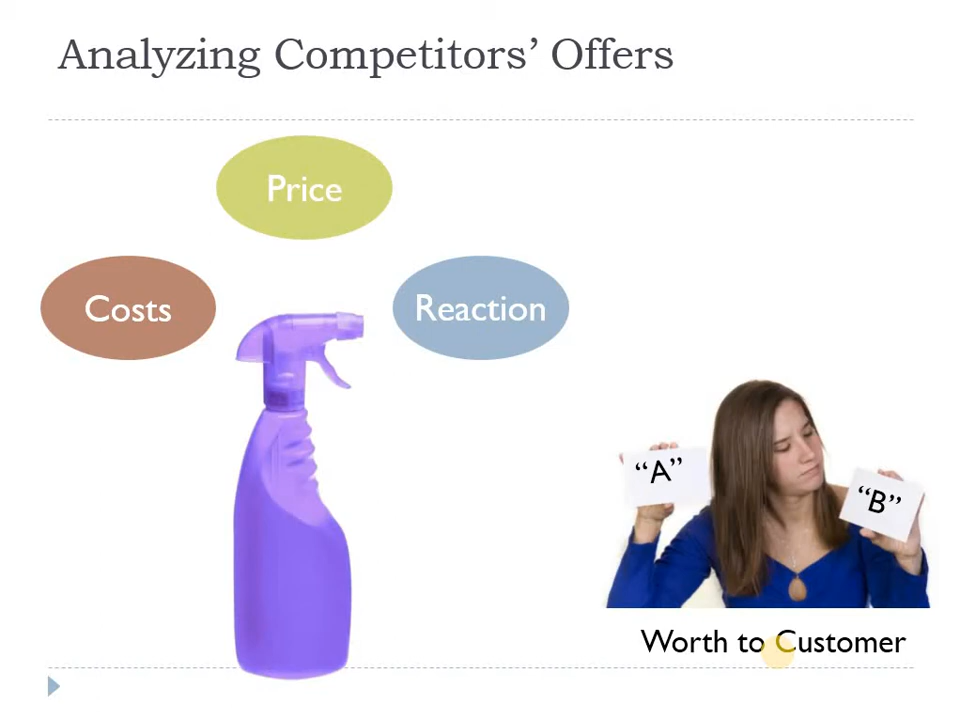 Analyzing Competitors’ Offers
Price
Costs
Reaction
“A”
“B”
Worth to Customer